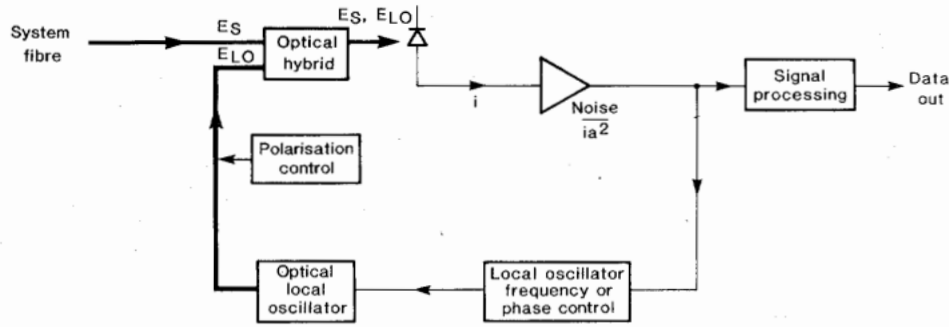 System
fibre
ES
ELO
Optical
hybrid
ES, ELO
i
Noise
ia2
Signal
processing
Data
out
Polarisation
control
Optical
local
oscillator
Local oscillator
frequency or
phase control